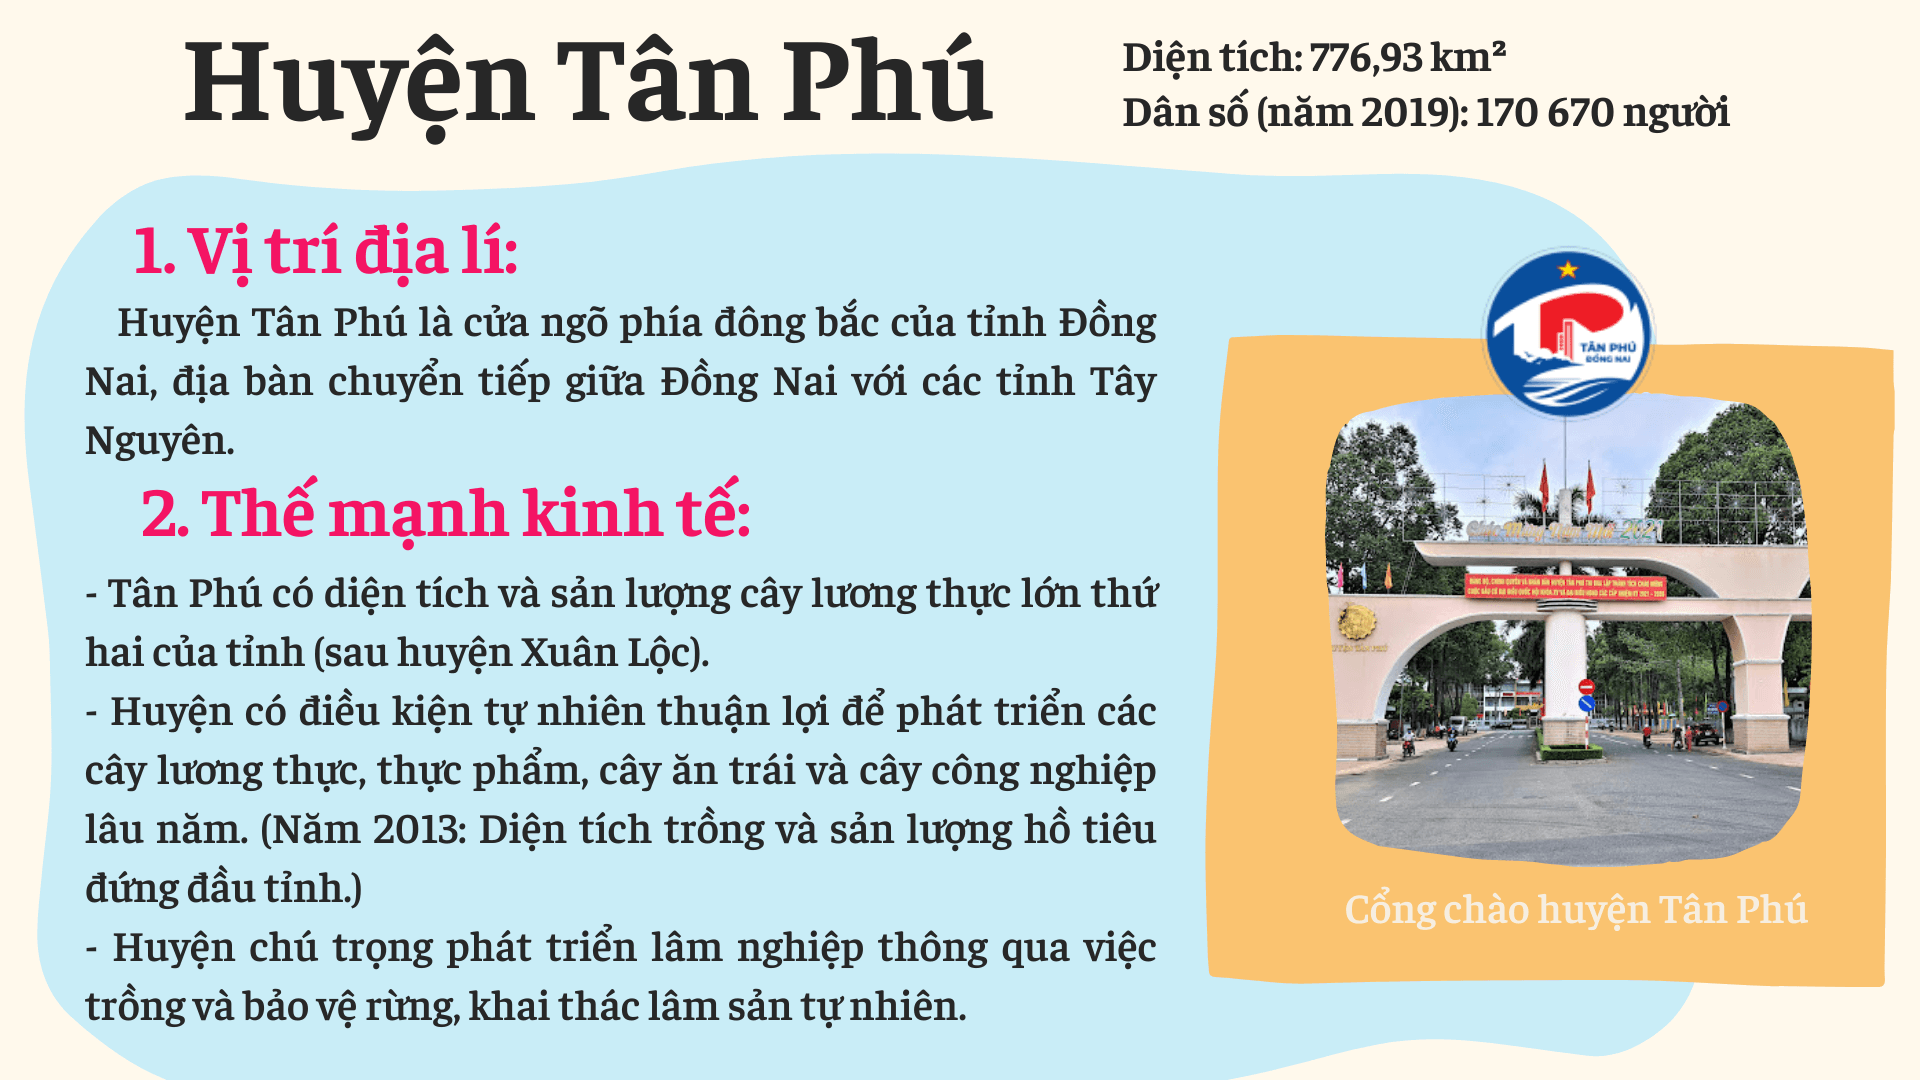 Huyện Tân Phú
Diện tích: 776,93 km²
Dân số (năm 2019): 170 670 người
1. Vị trí địa lí:
Huyện Tân Phú là cửa ngõ phía đông bắc của tỉnh Đồng
Nai, địa bàn chuyển tiếp giữa Đồng Nai với các tỉnh Tây
Nguyên.
2. Thế mạnh kinh tế:
- Tân Phú có diện tích và sản lượng cây lương thực lớn thứ
hai của tỉnh (sau huyện Xuân Lộc).
- Huyện có điều kiện tự nhiên thuận lợi để phát triển các
cây lương thực, thực phẩm, cây ăn trái và cây công nghiệp
lâu năm. (Năm 2013: Diện tích trồng và sản lượng hồ tiêu
đứng đầu tỉnh.)
- Huyện chú trọng phát triển lâm nghiệp thông qua việc
trồng và bảo vệ rừng, khai thác lâm sản tự nhiên.
TÂN PHÚ
ĐỒNG NAI
Chúc Mừng Năm Mới 2021
Cổng chào huyện Tân Phú